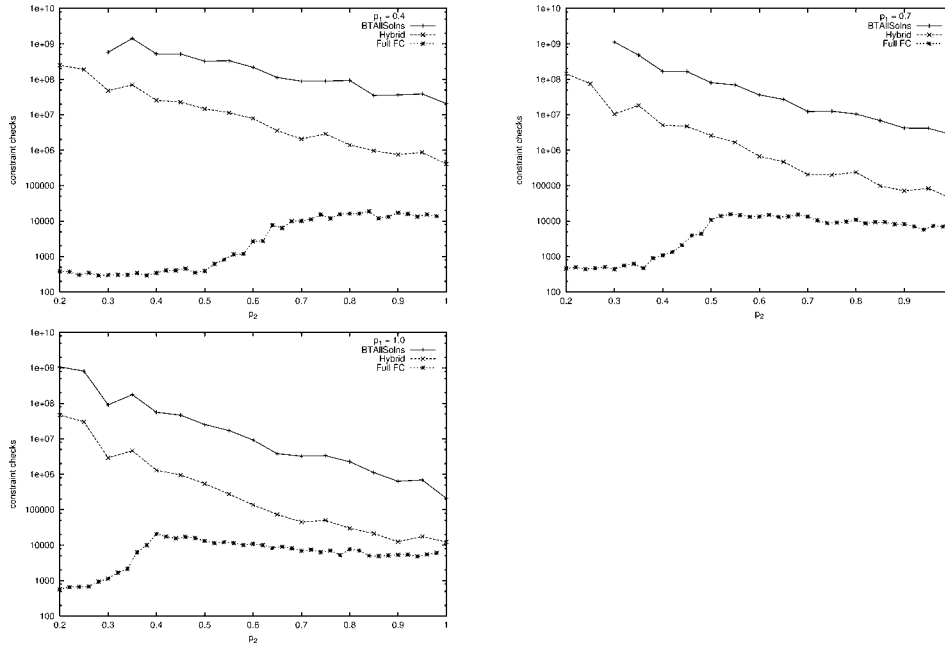 1e+10
1e+09
1e+08
1e+07
1e+06
100000
10000
1000
100
constraint checks
p1 = 0.4
BTAllSolns
Hybrid
Full FC
0.2 0.3 0.4 0.5 0.6 0.7 0.8 0.9 1
p2
1e+10
1e+09
1e+08
1e+07
1e+06
100000
10000
1000
100
constraint checks
p1 = 0.7
BTAllSolns
Hybrid
Full FC
0.2 0.3 0.4 0.5 0.6 0.7 0.8 0.9
p2
1e+10
1e+09
1e+08
1e+07
1e+06
100000
10000
1000
100
constraint checks
p1 = 1.0
BTAllSolns
Hybrid
Full FC
0.2 0.3 0.4 0.5 0.6 0.7 0.8 0.9 1
p2